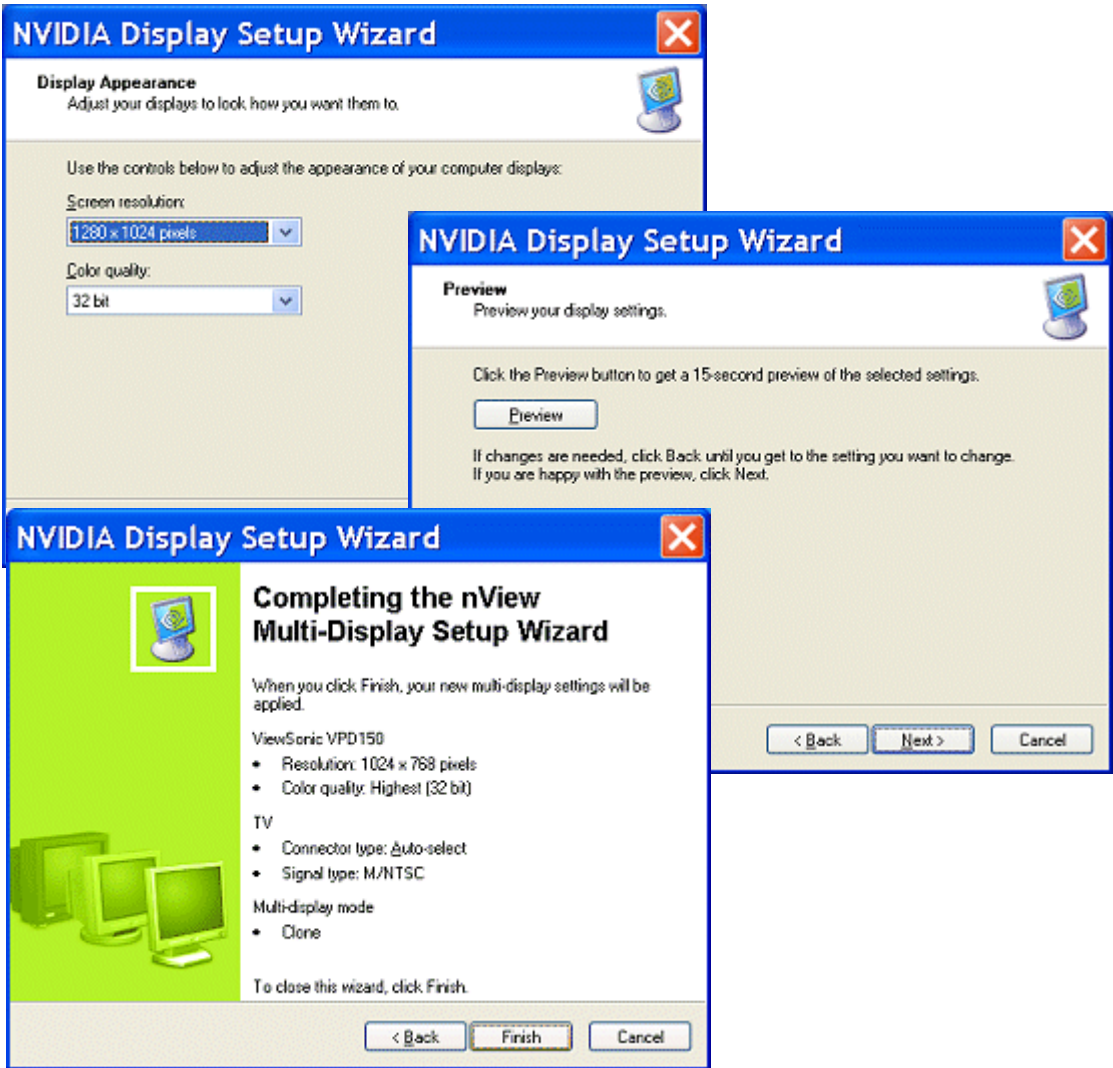 NVIDIA Display Setup Wizard
Display Appearance
Adjust your displays to look how you want them to.
Use the controls below to adjust the appearance of your computer displays:
Screen resolution:
1280 x 1024 pixels
Color quality:
32 bit
NVIDIA Display Setup Wizard
Preview
Preview your display settings.
Click the Preview button to get a 15-second preview of the selected settings.
Preview
If changes are needed, click Back until you get to the setting you want to change.
If you are happy with the preview, click Next.
< Back Next > Cancel
NVIDIA Display Setup Wizard
Completing the nView
Multi-Display Setup Wizard
When you click Finish, your new multi-display settings will be
applied.
ViewSonic VPD150
• Resolution: 1024 x 768 pixels
• Color quality: Highest (32 bit)
TV
• Connector type: Auto-select
• Signal type: M/NTSC
Multi-display mode
• Clone
To close this wizard, click Finish.
< Back Finish Cancel